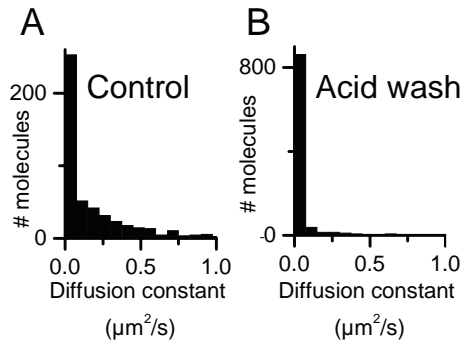 A
Control
# molecules
200
0
0.0 0.5 1.0
Diffusion constant
(µm²/s)
B
Acid wash
# molecules
800
-0
0.0 0.5 1.0
Diffusion constant
(µm²/s)